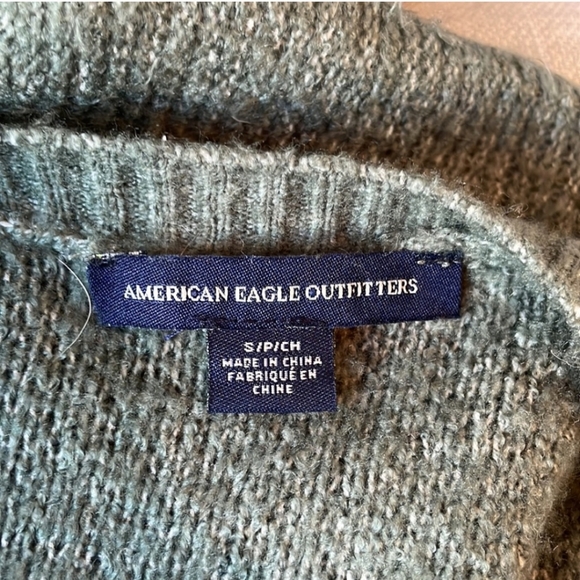 AMERICAN EAGLE OUTFITTERS
S/P/CH
MADE IN CHINA
FABRIQUÉ EN
CHINE